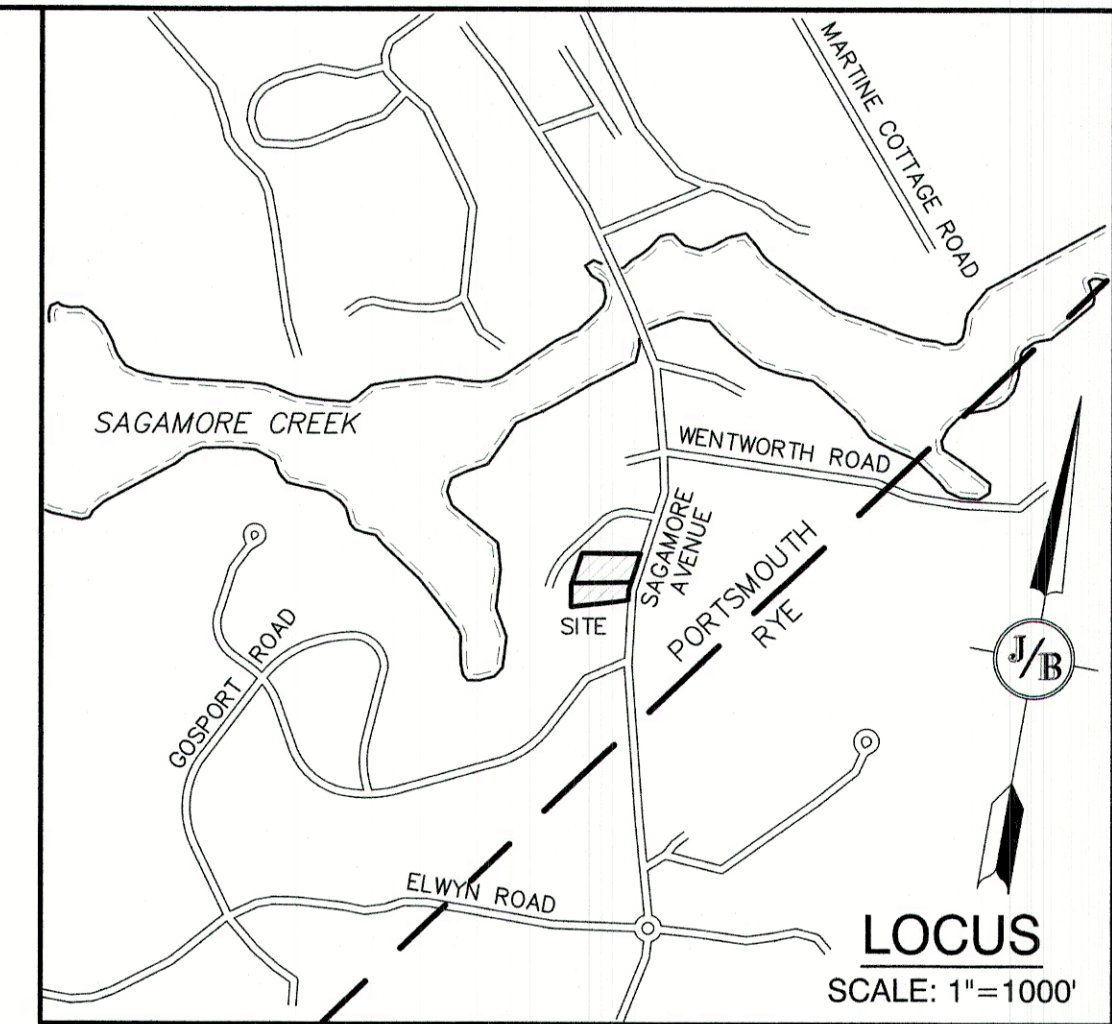 MARTINE COTTAGE ROAD
SAGAMORE CREEK
WENTWORTH ROAD
SAGAMORE
AVENUE
PORTSMOUTH
RYE
SITE
GOSPORT ROAD
J/B
ELWYN ROAD
LOCUS
SCALE: 1"=1000'